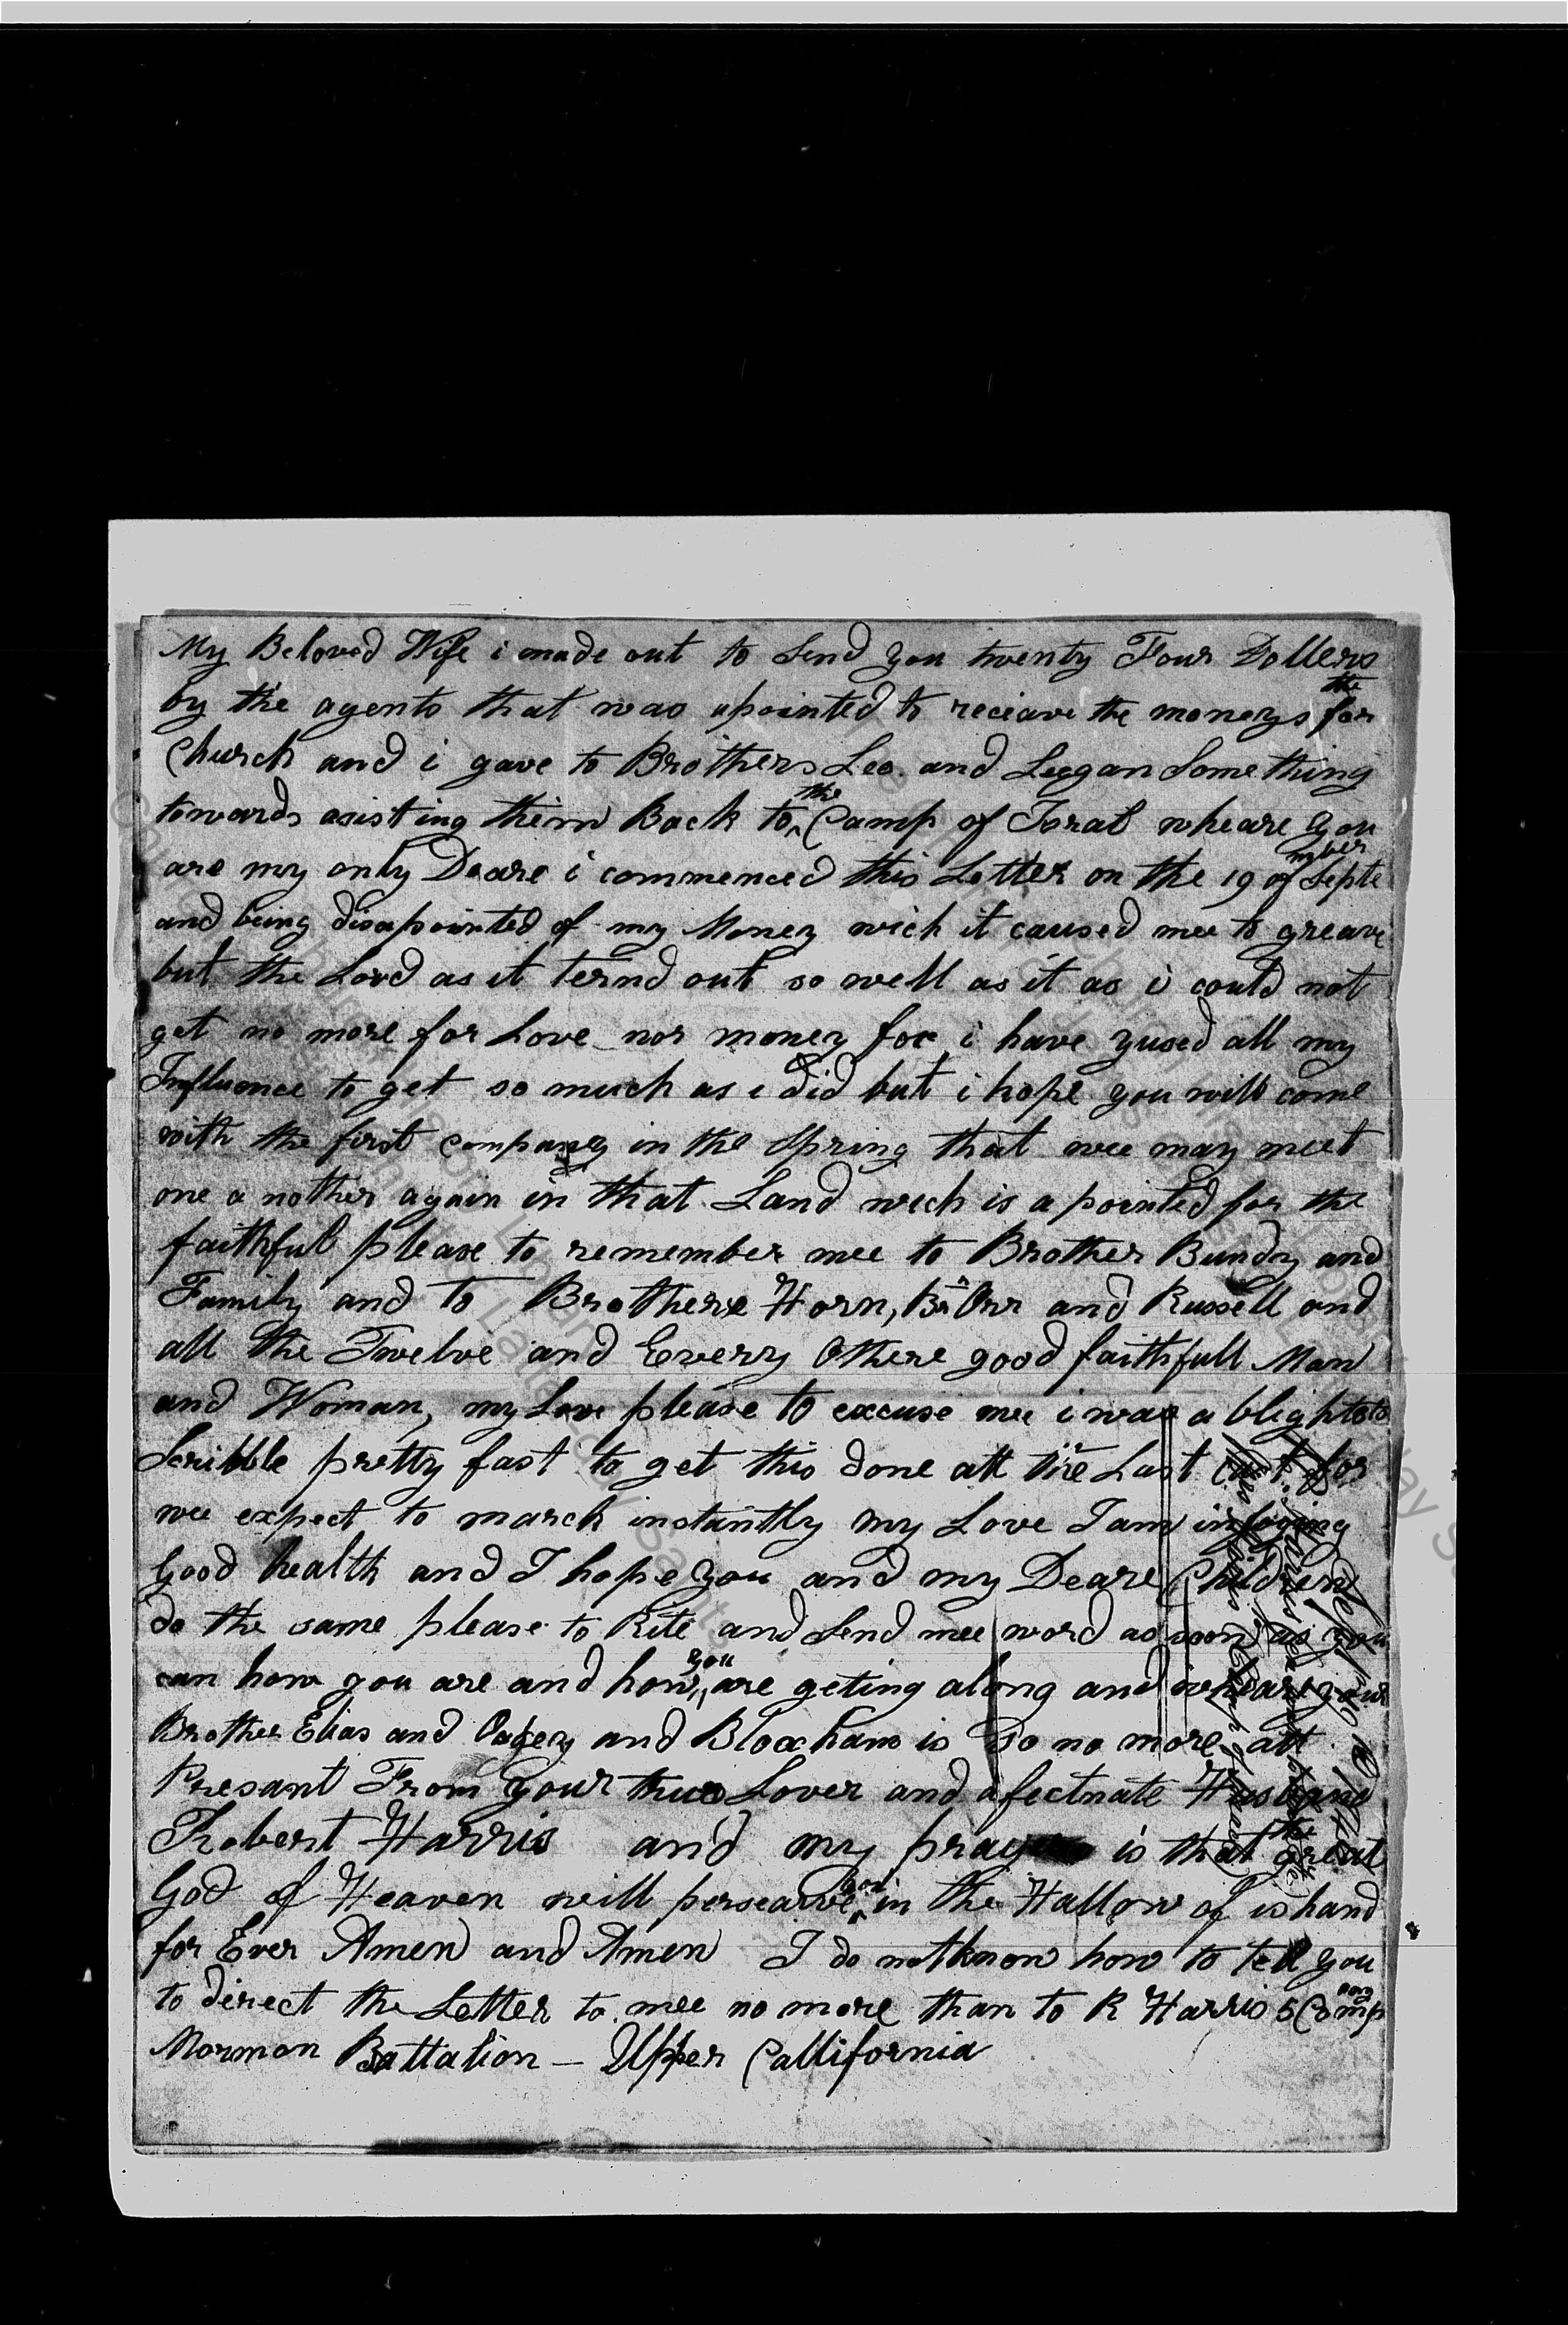 My Beloved Wife i made out to Send you twenty Four Dollers
by the agents that was apointed to reciave the moneys for the
Church and i gave to Brothers Lee. and Leegan Some thing
towards asisting them Back to the Camp of Isral wheare you
are my only Deare i commenced this Letter on the 19 of September
and being disapointed of my Money wich it caused mee to greave
but the Lord as it ternd out so well as it as i could not
get no more for Love nor money for i have yused all my
Influence to get so much as i did but i hope you will come
with the first company in the Spring that wee may meet
one a nother again in that Land wich is a pointed for the
faithful please to remember mee to Brother Bundy and
Family and to Brothere Horn, Br Orr and Russell and
all the Twelve and Everry Othere good faithfull Man
and Woman, my Love please to excuse mee i was a blight to
Scribble pretty fast to get this done att the Last for
wee expect to march instantly my Love I am injoying
Good health and I hope you and my Deare Children
do the same please to Rite and Send mee word as soon as you
can how you are and how you are geting along and wheare your
Brother Elias and Oakey and Bloxham is So no more att
Presant From your true Lover and afectnate Husband
Robert Harris and my prayer is that the great
God of Heaven will persearve you in the Hallow of is hand
for Ever Amen and Amen I do not know how to tell you
to direct the Letter to mee no more than to R Harris 5 Company
Morman Battalion — Upper Callifornia